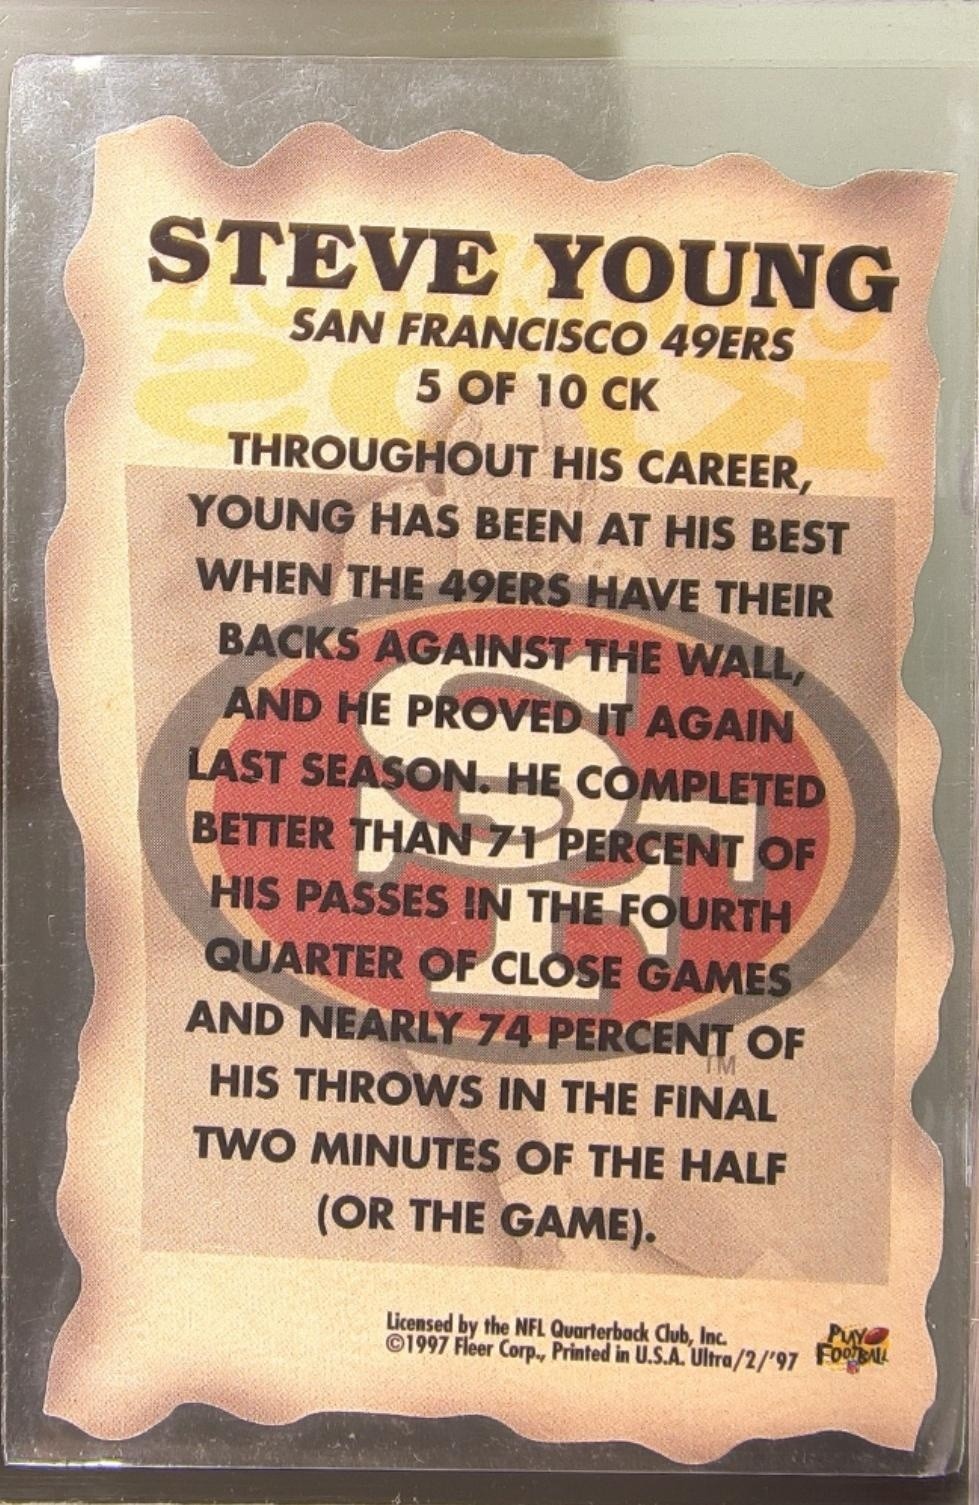 STEVE YOUNG
SAN FRANCISCO 49ERS
5 OF 10 CK
THROUGHOUT HIS CAREER,
YOUNG HAS BEEN AT HIS BEST
WHEN THE 49ERS HAVE THEIR
BACKS AGAINST THE WALL,
AND HE PROVED IT AGAIN
LAST SEASON. HE COMPLETED
BETTER THAN 71 PERCENT OF
HIS PASSES IN THE FOURTH
QUARTER OF CLOSE GAMES
AND NEARLY 74 PERCENT OF
HIS THROWS IN THE FINAL
TWO MINUTES OF THE HALF
(OR THE GAME).
SF
TM
Licensed by the NFL Quarterback Club, Inc.
©1997 Fleer Corp., Printed in U.S.A. Ultra/2/'97
PLAY
FOOTBALL